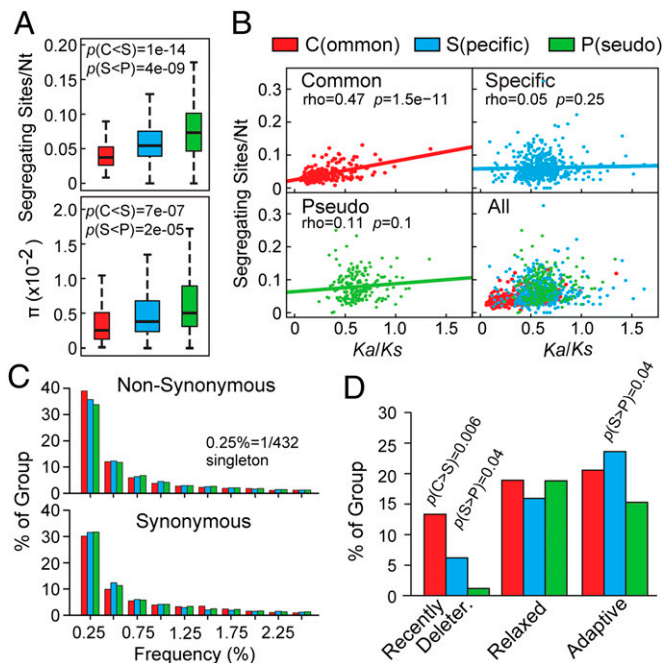 A
Segregating Sites/Nt
0.20
0.15
0.10
0.05
0
p(C<S)=1e-14
p(S<P)=4e-09
π (x10-2)
2.0
1.5
1.0
0.5
0
p(C<S)=7e-07
p(S<P)=2e-05
B
C(ommon) S(pecific) P(seudo)
Segregating Sites/Nt
0.3
0.2
0.1
0
Common
rho=0.47 p=1.5e−11
Specific
rho=0.05 p=0.25
0.3
0.2
0.1
0
Pseudo
rho=0.11 p=0.1
All
0 0.5 1.0 1.5
0 0.5 1.0 1.5
Ka/Ks Ka/Ks
C
% of Group
40
30
20
10
0
Non-Synonymous
0.25%=1/432
singleton
40
30
20
10
0
Synonymous
0.25 0.75 1.25 1.75 2.25
Frequency (%)
D
% of Group
30
25
20
15
10
5
0
p(C>S)=0.006
p(S>P)=0.04
p(S>P)=0.04
Recently
Deleter.
Relaxed
Adaptive